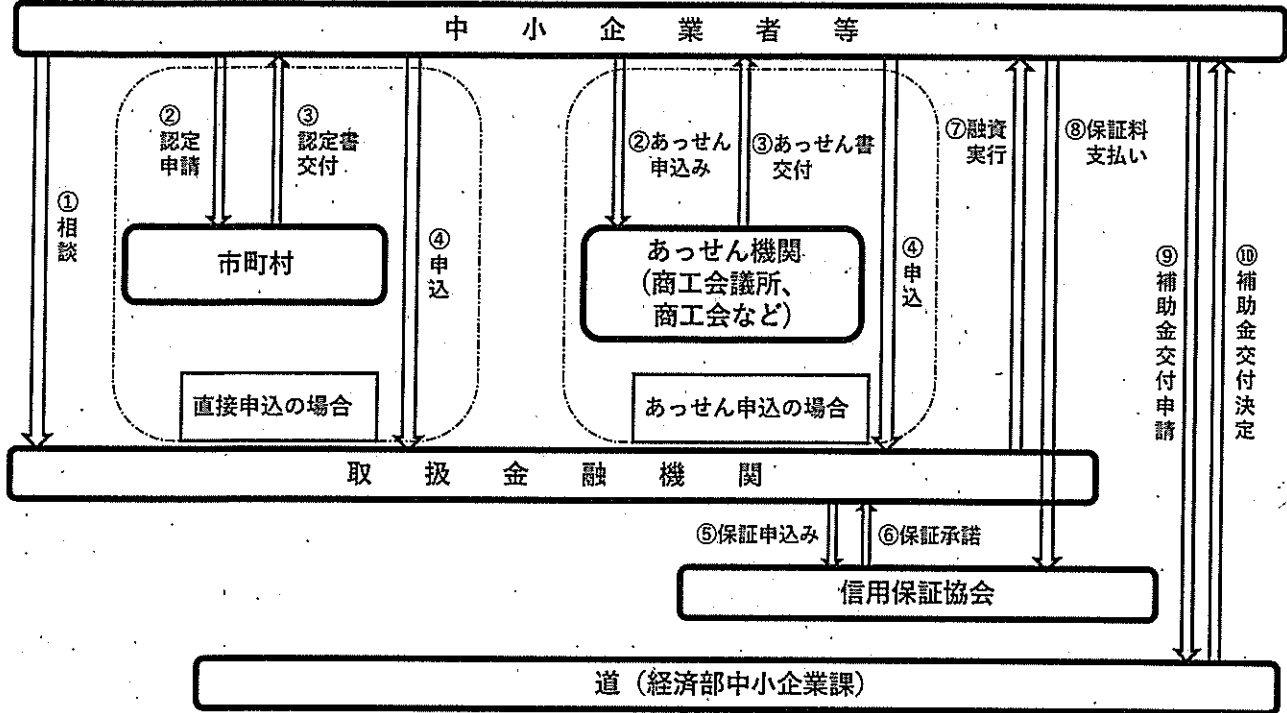 中小企業者等
①
相談
②
認定
申請
③
認定書
交付
④
申込
市町村
直接申込の場合
②あっせん
申込み
③あっせん書
交付
④
申込
あっせん機関
(商工会議所、
商工会など)
あっせん申込の場合
⑦融資
実行
⑧保証料
支払い
⑨補助金交付申請
⑩補助金交付決定
取扱金融機関
⑤保証申込み
⑥保証承諾
信用保証協会
道（経済部中小企業課）